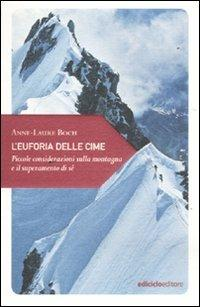 ANNE-LAURE BOCH
L'EUFORIA DELLE CIME
Piccole considerazioni sulla montagna
e il superamento di sé
ediciclo editore